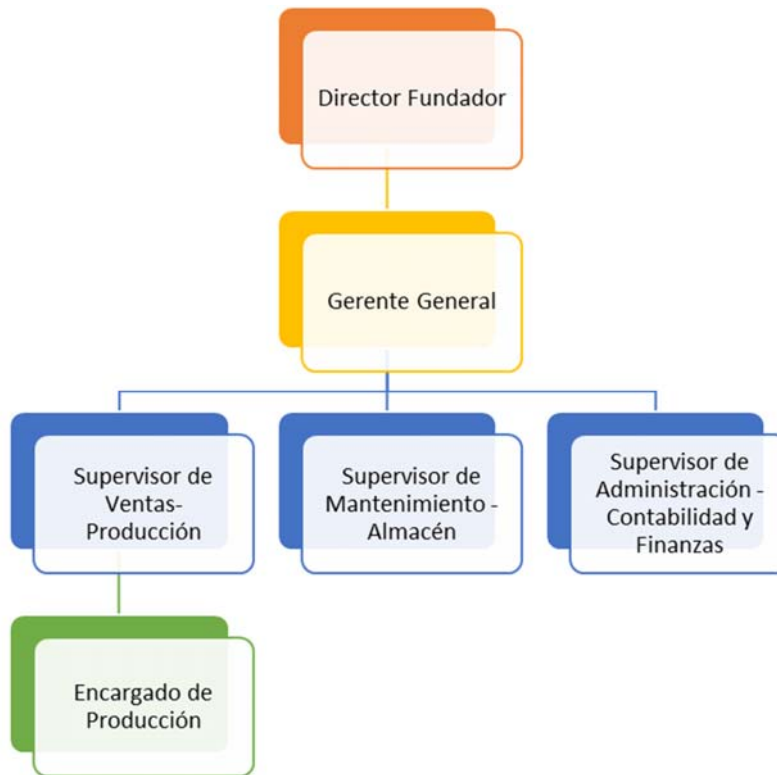 Director Fundador
Gerente General
Supervisor de
Ventas-
Producción
Supervisor de
Mantenimiento -
Almacén
Supervisor de
Administración -
Contabilidad y
Finanzas
Encargado de
Producción